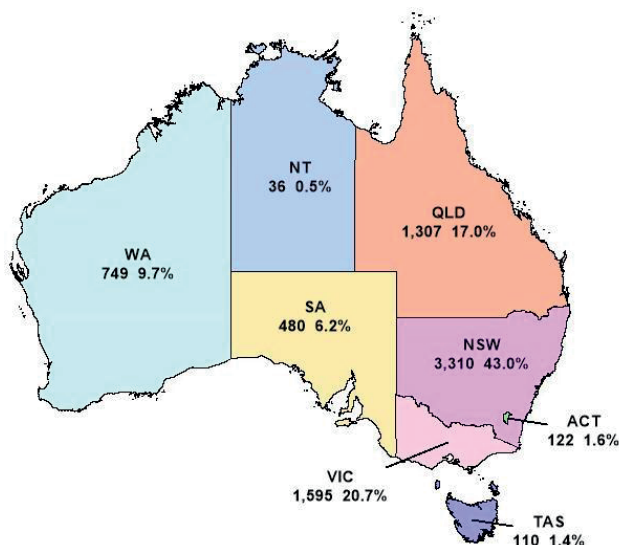 NT
36 0.5%
QLD
1,307 17.0%
WA
749 9.7%
SA
480 6.2%
NSW
3,310 43.0%
ACT
122 1.6%
VIC
1,595 20.7%
TAS
110 1.4%